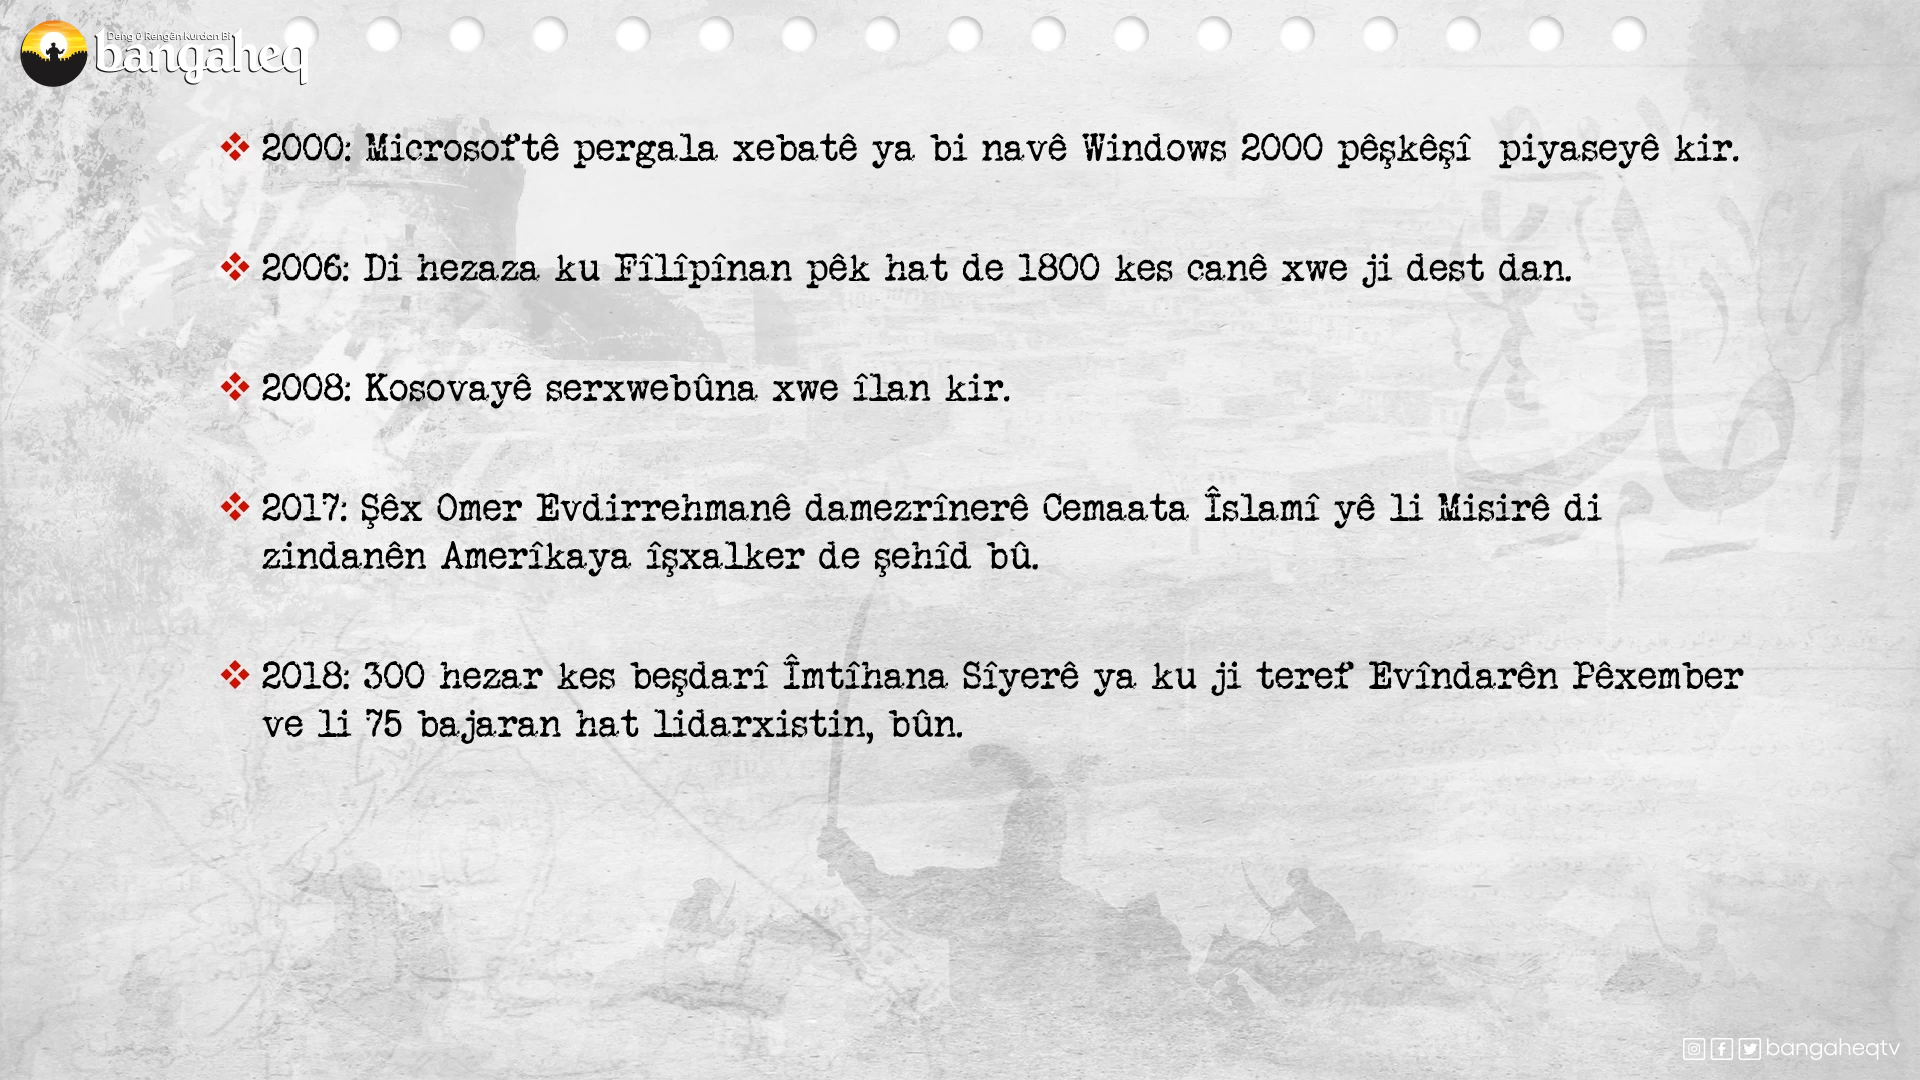 Deng û Rengên Kurdan Bi
bangaheq
2000: Microsoftê pergala xebatê ya bi navê Windows 2000 pêşkêşî piyaseyê kir.
2006: Di hezaza ku Fîlîpînan pêk hat de 1800 kes canê xwe ji dest dan.
2008: Kosovayê serxwebûna xwe îlan kir.
2017: Şêx Omer Evdirrehmanê damezrînerê Cemaata Îslamî yê li Misirê di
zindanên Amerîkaya îşxalker de şehîd bû.
2018: 300 hezar kes beşdarî Îmtîhana Sîyerê ya ku ji teref Evîndarên Pêxember
ve li 75 bajaran hat lidarxistin, bûn.
bangaheqtv